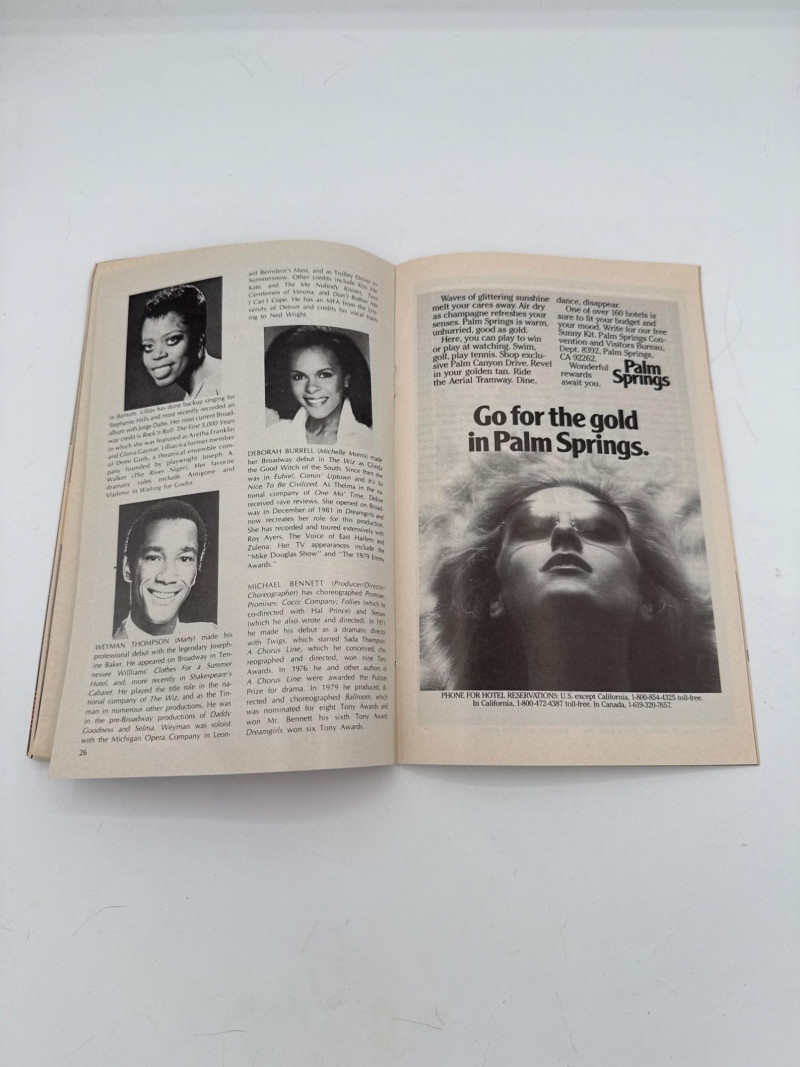 in Barnum. Lillias has done backup singing for
Stephanie Mills and most recently recorded an
album with Jorge Dalto. Her most current Broad-
way credit is Rock 'n Roll: The First 5,000 Years
in which she was featured as Aretha Franklin
and Gloria Gaynor. Lillias is a former member
of Demi Gods, a theatrical ensemble com-
pany founded by playwright Joseph A.
Walker (The River Niger). Her favorite
dramatic roles include Antigone and
Vladimir in Waiting for Godot.
WEYMAN THOMPSON (Marty) made his
professional debut with the legendary Joseph-
ine Baker. He appeared on Broadway in Ten-
nessee Williams' Clothes For a Summer
Hotel, and, more recently in Shakespeare's
Cabaret. He played the title role in the na-
tional company of The Wiz, and as the Tin-
man in numerous other productions. He was
in the pre-Broadway productions of Daddy
Goodness and Selma. Weyman was soloist
with the Michigan Opera Company in Leon-
26
ard Bernstein's Mass, and as Trolley Driver in
Summersnow. Other credits include Kiss Me
Kate and The Me Nobody Knows, Two
Gentlemen of Verona, and Don't Bother Me
I Can't Cope. He has an MFA from the Uni-
versity of Detroit and credits his vocal train-
ing to Ned Wright.
DEBORAH BURRELL (Michelle Morris) made
her Broadway debut in The Wiz as Glinda
the Good Witch of the South. Since then she
was in Eubie!, Comin' Uptown and It's So
Nice To Be Civilized. As Thelma in the na-
tional company of One Mo' Time, Debby
received rave reviews. She opened on Broad-
way in December of 1981 in Dreamgirls and
now recreates her role for this production.
She has recorded and toured extensively with
Roy Ayers, The Voice of East Harlem and
Zulena. Her TV appearances include the
"Mike Douglas Show" and "The 1979 Emmy
Awards."
MICHAEL BENNETT (Producer/Director/
Choreographer) has choreographed Promises,
Promises; Coco; Company; Follies (which he
co-directed with Hal Prince) and Seesaw
(which he also wrote and directed). In 1971
he made his debut as a dramatic director
with Twigs, which starred Sada Thompson.
A Chorus Line, which he conceived, cho-
reographed and directed, won nine Tony
Awards. In 1976 he and other authors of
A Chorus Line were awarded the Pulitzer
Prize for drama. In 1979 he produced, di-
rected and choreographed Ballroom, which
was nominated for eight Tony Awards and
won Mr. Bennett his sixth Tony Award.
Dreamgirls won six Tony Awards.
Waves of glittering sunshine
melt your cares away. Air dry
as champagne refreshes your
senses. Palm Springs is warm,
unhurried, good as gold.
Here, you can play to win
or play at watching. Swim,
golf, play tennis. Shop exclu-
sive Palm Canyon Drive. Revel
in your golden tan. Ride
the Aerial Tramway. Dine,
dance, disappear.
One of over 160 hotels is
sure to fit your budget and
your mood. Write for our free
Sunny Kit. Palm Springs Con-
vention and Visitors Bureau,
Dept. 8392, Palm Springs,
CA 92262.
Wonderful
rewards
await you.
Palm
Springs
Go for the gold
in Palm Springs.
PHONE FOR HOTEL RESERVATIONS: U.S. except California, 1-800-854-4325 toll-free.
In California, 1-800-472-4387 toll-free. In Canada, 1-619-320-7657.